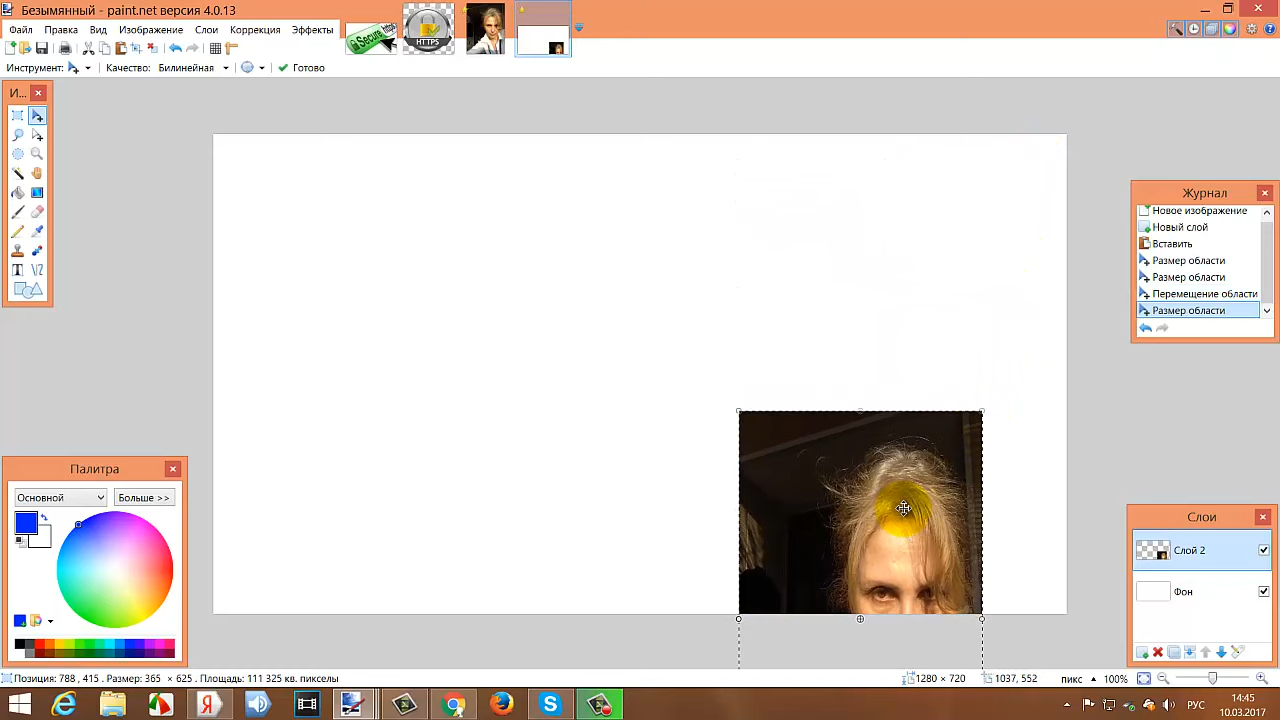 Безымянный - paint.net версия 4.0.13
Файл Правка Вид Изображение Слои Коррекция Эффекты
Secure https
HTTPS
Инструмент: Качество: Билинейная Готово
И...
Журнал
Новое изображение
Новый слой
Вставить
Размер области
Размер области
Перемещение области
Размер области
Палитра
Основной
Больше >>
Слои
Слой 2
Фон
Позиция: 788 , 415. Размер: 365 × 625. Площадь: 111 325 кв. пикселы
1280 × 720
1037, 552
пикс
100%
РУС
14:45
10.03.2017